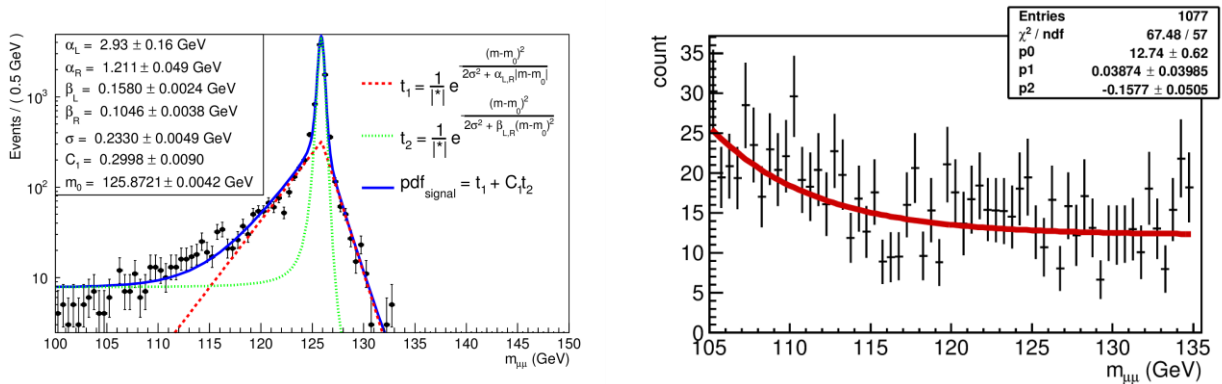 α_L = 2.93 ± 0.16 GeV
α_R = 1.211 ± 0.049 GeV
β_L = 0.1580 ± 0.0024 GeV
β_R = 0.1046 ± 0.0038 GeV
σ = 0.2330 ± 0.0049 GeV
C_1 = 0.2998 ± 0.0090
m_0 = 125.8721 ± 0.0042 GeV
t_1 = 1/|*| e^{(m-m_0)^2 / (2σ^2 + α_{L,R}|m-m_0|)}
t_2 = 1/|*| e^{(m-m_0)^2 / (2σ^2 + β_{L,R}(m-m_0)^2)}
pdf_signal = t_1 + C_1t_2
Events / ( 0.5 GeV )
10^3
10^2
10
100 105 110 115 120 125 130 135 140 145 150
m_μμ (GeV)
Entries 1077
χ^2 / ndf 67.48 / 57
p0 12.74 ± 0.62
p1 0.03874 ± 0.03985
p2 -0.1577 ± 0.0505
count
35
30
25
20
15
10
5
0
105 110 115 120 125 130 135
m_μμ (GeV)